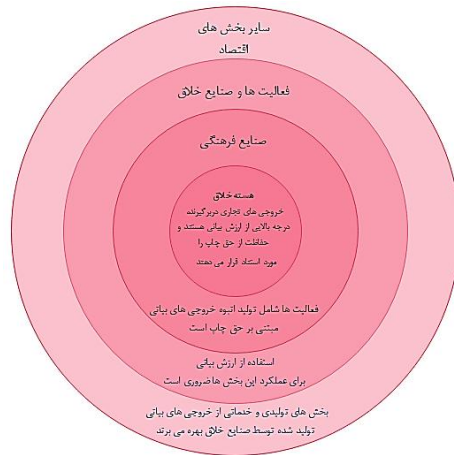 سایر بخش های
اقتصاد
فعالیت ها و صنایع خلاق
صنایع فرهنگی
هسته خلاق
خروجی های تجاری دربرگیرنده
درجه بالایی از ارزش بیانی هستند و
حفاظت از حق چاپ را
مورد استناد قرار می دهند
فعالیت ها شامل تولید انبوه خروجی های بیانی
مبتنی بر حق چاپ است
استفاده از ارزش بیانی
برای عملکرد این بخش ها ضروری است
بخش های تولیدی و خدماتی از خروجی های بیانی
تولید شده توسط صنایع خلاق بهره می برند